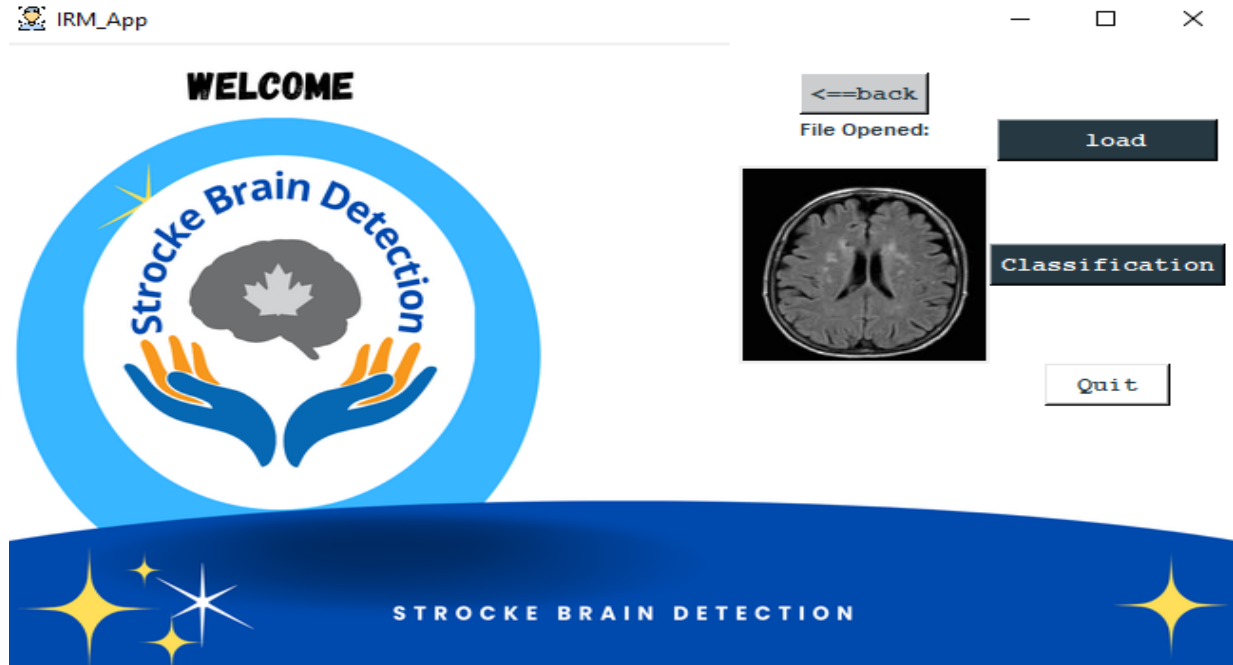 IRM_App
WELCOME
Strocke Brain Detection
<==back
File Opened:
load
Classification
Quit
STROCKE BRAIN DETECTION